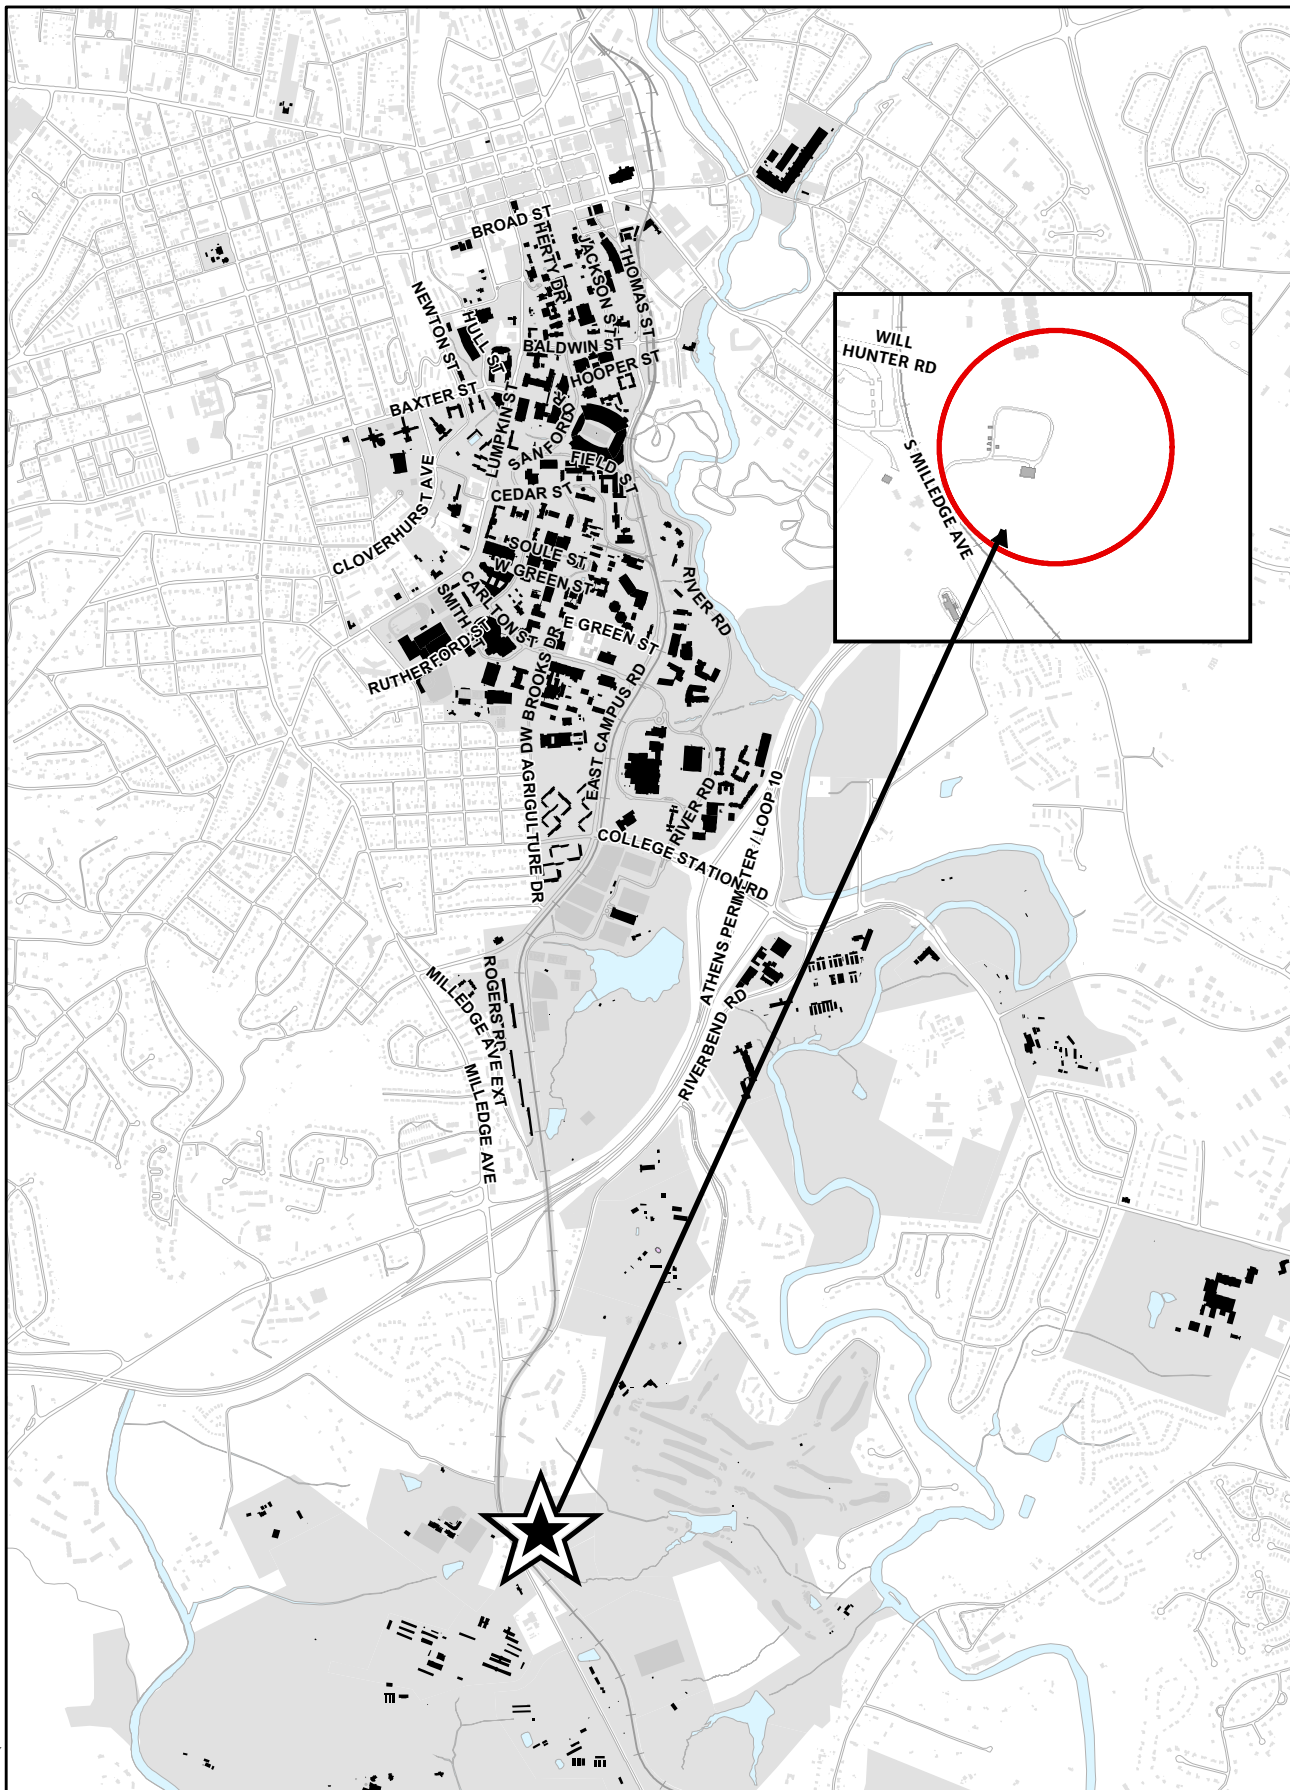 BROAD ST
HERTY DR
JACKSON ST
THOMAS ST
NEWTON ST
HULL ST
BALDWIN ST
HOOPER ST
BAXTER ST
LUMPKIN ST
SANFORD
FIELD ST
CEDAR ST
CLOVERHURST AVE
SOULE ST
W GREEN ST
CARLTON ST
SMITH ST
E GREEN ST
RIVER RD
RUTHERFORD ST
DW BROOKS DR
EAST CAMPUS RD
AGRICULTURE DR
RIVER RD
COLLEGE STATION RD
ATHENS PERIMETER / LOOP 10
RIVERBEND RD
ROGERS RD
MILLEDGE AVE EXT
MILLEDGE AVE
WILL
HUNTER RD
S MILLEDGE AVE